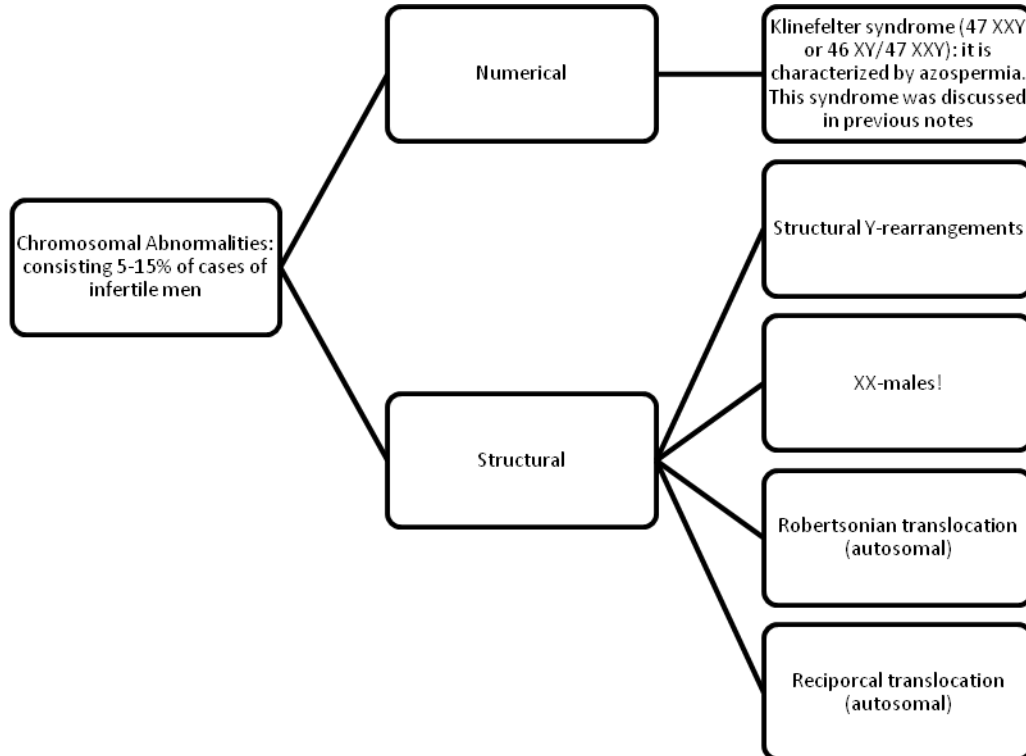 Chromosomal Abnormalities:
consisting 5-15% of cases of
infertile men
Numerical
Klinefelter syndrome (47 XXY
or 46 XY/47 XXY): it is
characterized by azospermia.
This syndrome was discussed
in previous notes
Structural
Structural Y-rearrangements
XX-males!
Robertsonian translocation
(autosomal)
Reciporcal translocation
(autosomal)